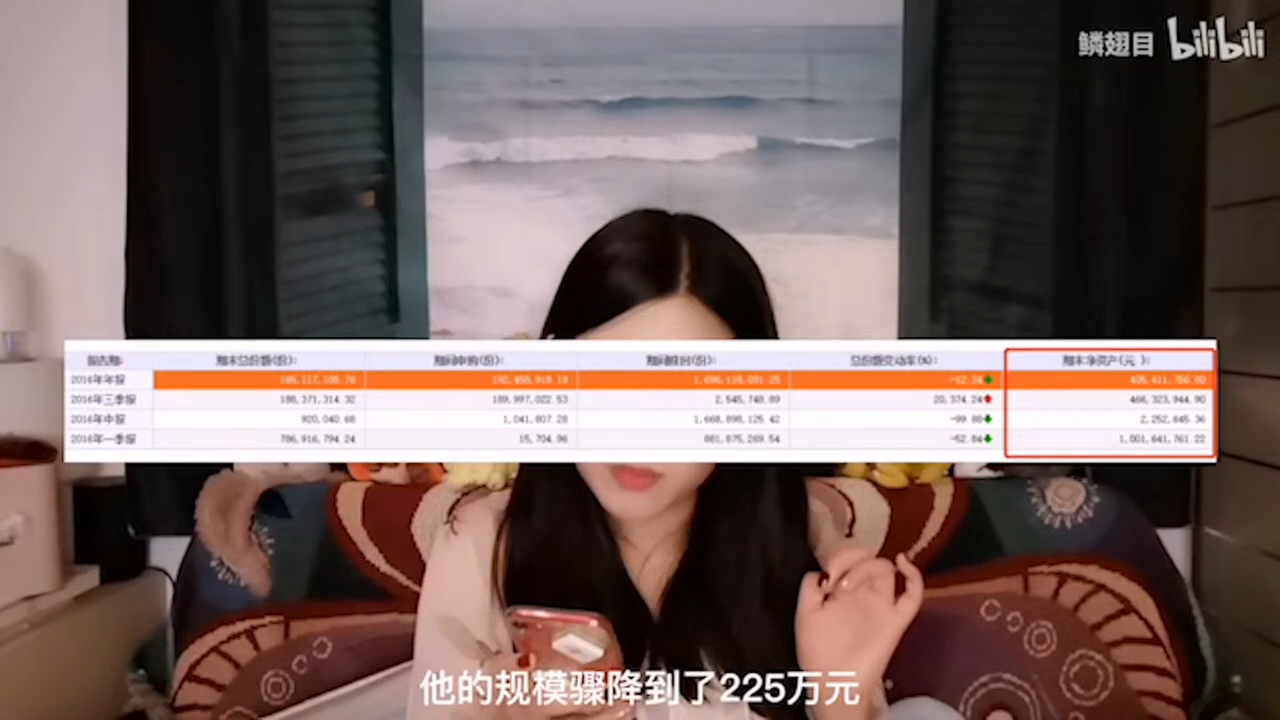 鳞翅目 bilibili
报告期: 期末总份额(份): 期间申购(份): 期间赎回(份): 总份额变动率(%): 期末净资产(元 ):
2016年年报
2016年三季报 188,371,314.32 189,997,022.53 2,545,748.89 20,374.24 466,323,944.90
2016年中报 920,040.68 1,041,807.28 1,668,898,125.42 -99.88 2,252,645.36
2016年一季报 786,916,794.24 15,704.96 881,875,269.54 -52.84 1,001,641,761.22
他的规模骤降到了225万元